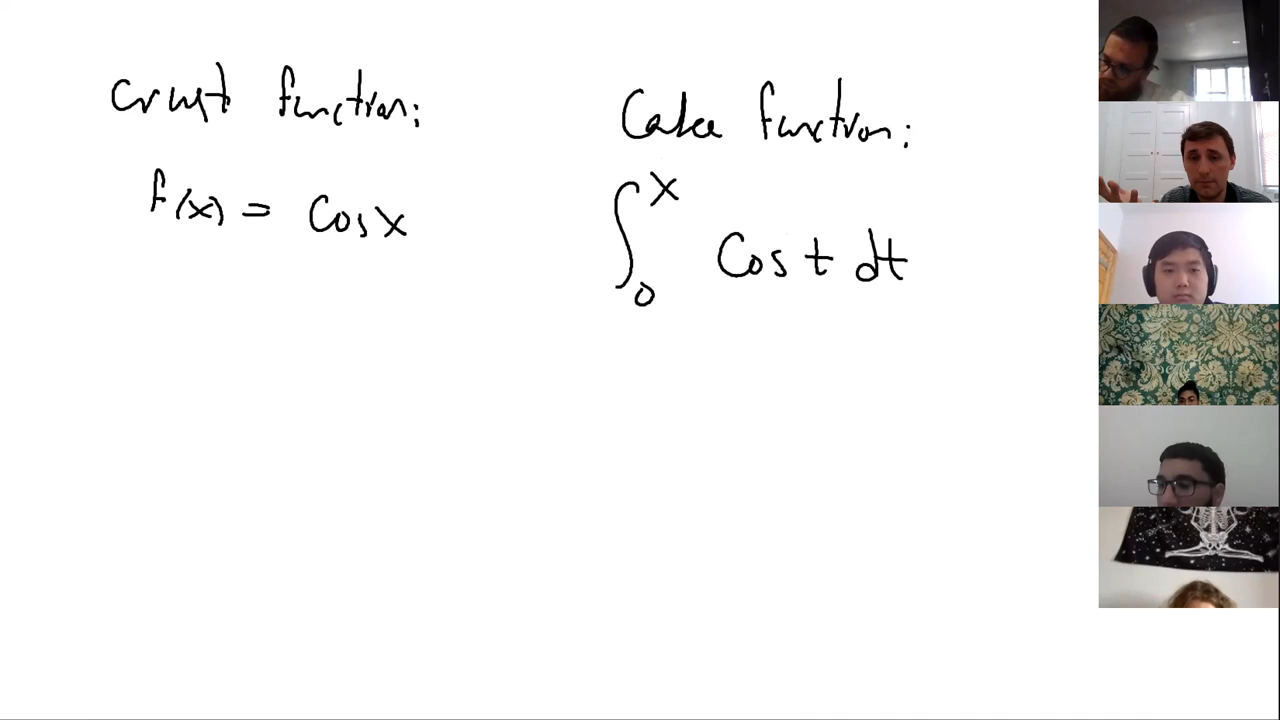 Crust function:
f(x) = cos x
Cake function:
∫₀ˣ cos t dt